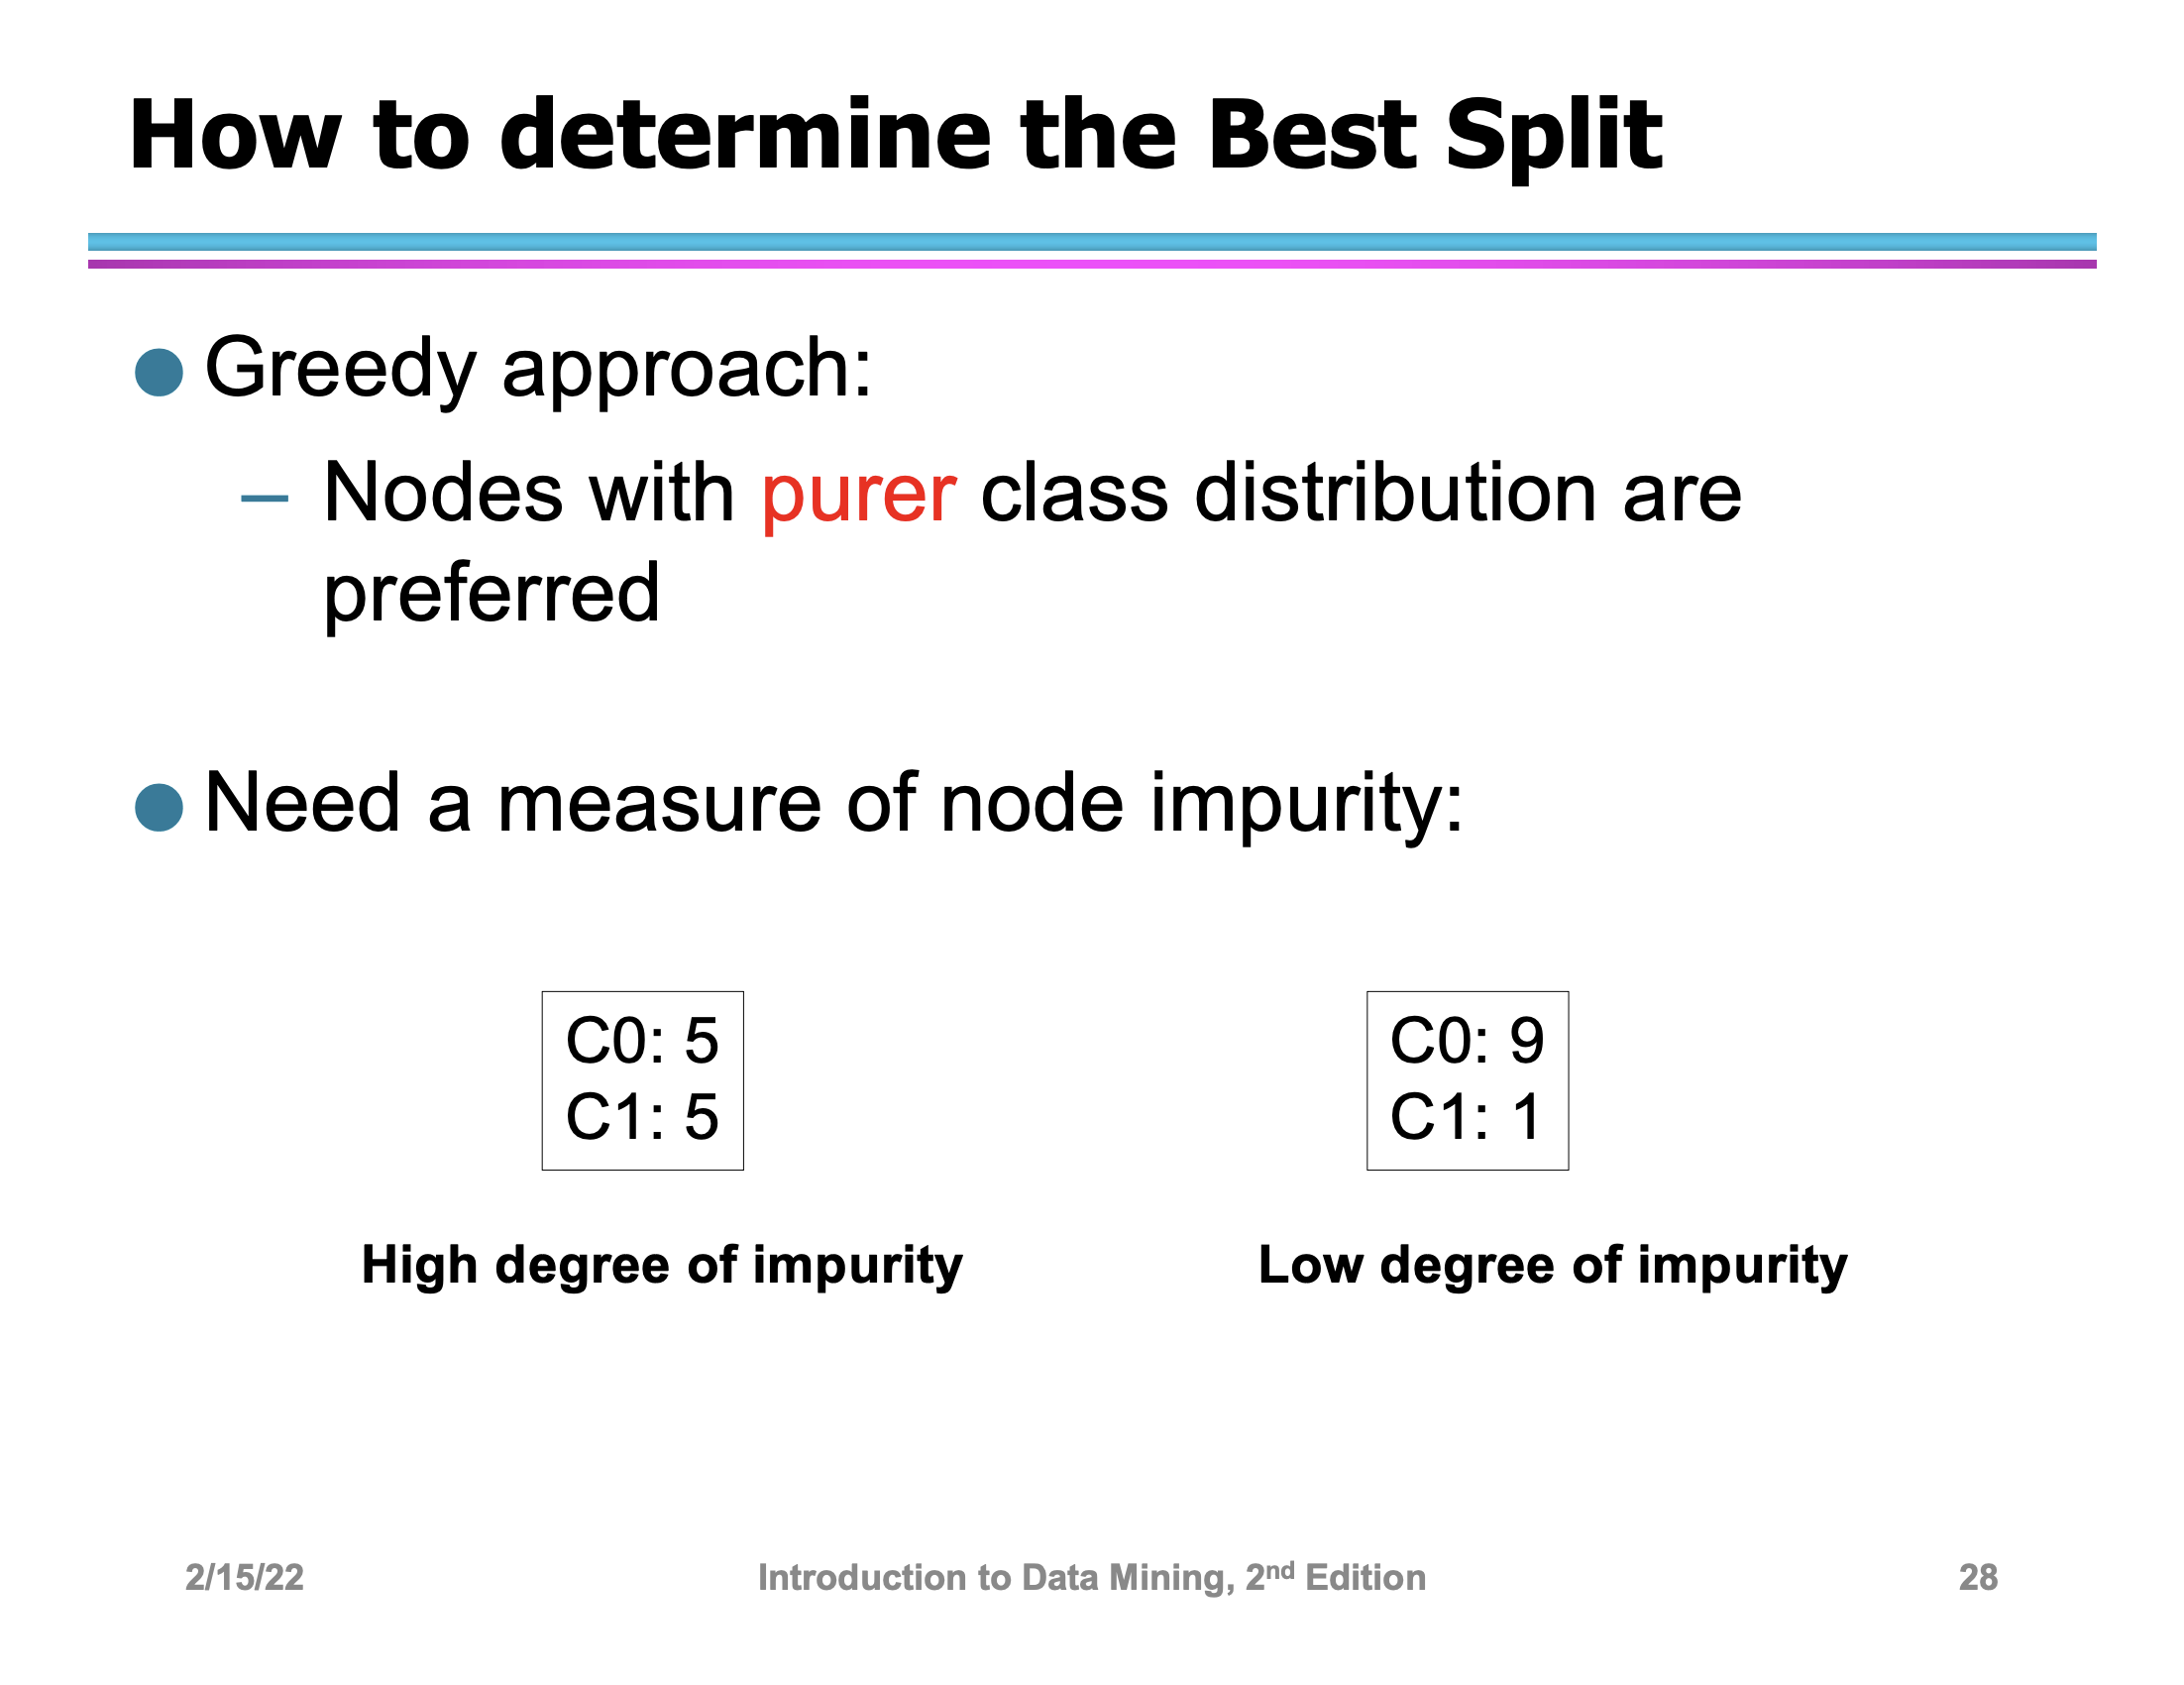 How to determine the Best Split
Greedy approach:
– Nodes with purer class distribution are
preferred
Need a measure of node impurity:
C0: 5
C1: 5
C0: 9
C1: 1
High degree of impurity
Low degree of impurity
2/15/22
Introduction to Data Mining, 2nd Edition
28